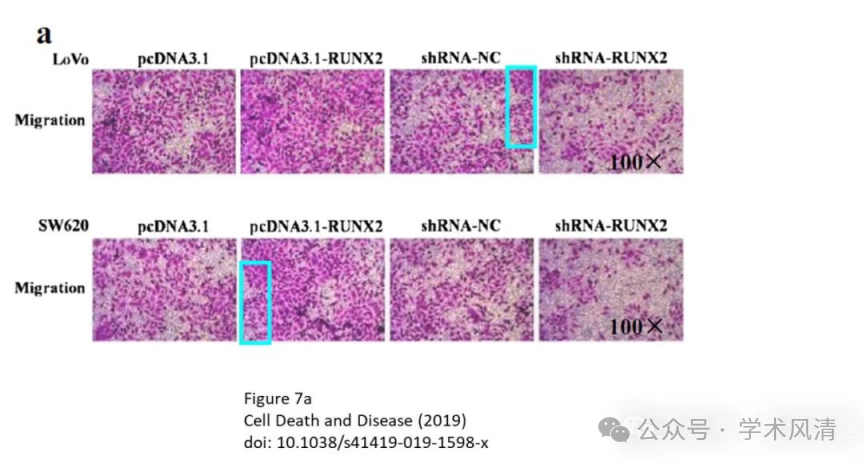 a
LoVo pcDNA3.1 pcDNA3.1-RUNX2 shRNA-NC shRNA-RUNX2
Migration
100×
SW620 pcDNA3.1 pcDNA3.1-RUNX2 shRNA-NC shRNA-RUNX2
Migration
100×
Figure 7a
Cell Death and Disease (2019)
doi: 10.1038/s41419-019-1598-x
公众号 · 学术风清